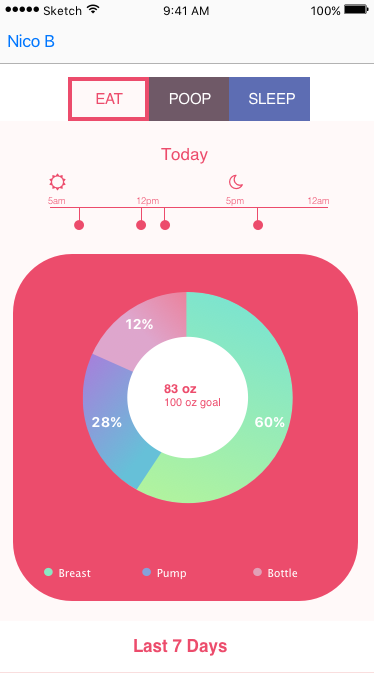 Sketch 9:41 AM 100%
Nico B
EAT POOP SLEEP
Today
5am 12pm 5pm 12am
12%
83 oz
100 oz goal
28% 60%
Breast Pump Bottle
Last 7 Days